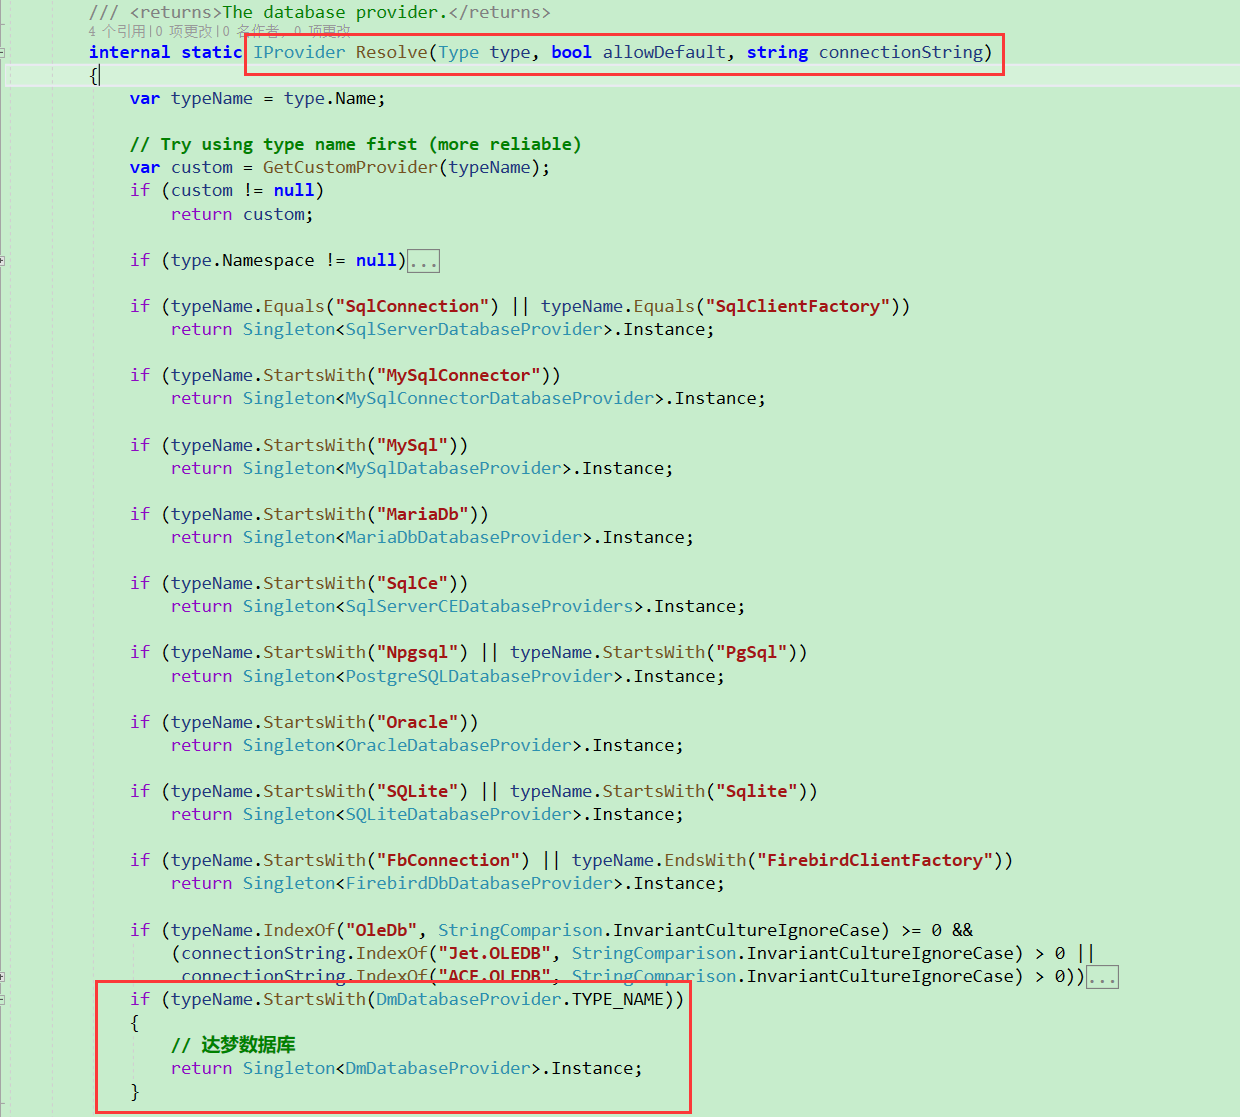 /// <returns>The database provider.</returns>
4 个引用|0 项更改|0 名作者，0 项更改
internal static IProvider Resolve(Type type, bool allowDefault, string connectionString)
{
var typeName = type.Name;
// Try using type name first (more reliable)
var custom = GetCustomProvider(typeName);
if (custom != null)
return custom;
if (type.Namespace != null)...
if (typeName.Equals("SqlConnection") || typeName.Equals("SqlClientFactory"))
return Singleton<SqlServerDatabaseProvider>.Instance;
if (typeName.StartsWith("MySqlConnector"))
return Singleton<MySqlConnectorDatabaseProvider>.Instance;
if (typeName.StartsWith("MySql"))
return Singleton<MySqlDatabaseProvider>.Instance;
if (typeName.StartsWith("MariaDb"))
return Singleton<MariaDbDatabaseProvider>.Instance;
if (typeName.StartsWith("SqlCe"))
return Singleton<SqlServerCEDatabaseProviders>.Instance;
if (typeName.StartsWith("Npgsql") || typeName.StartsWith("PgSql"))
return Singleton<PostgreSQLDatabaseProvider>.Instance;
if (typeName.StartsWith("Oracle"))
return Singleton<OracleDatabaseProvider>.Instance;
if (typeName.StartsWith("SQLite") || typeName.StartsWith("Sqlite"))
return Singleton<SQLiteDatabaseProvider>.Instance;
if (typeName.StartsWith("FbConnection") || typeName.EndsWith("FirebirdClientFactory"))
return Singleton<FirebirdDbDatabaseProvider>.Instance;
if (typeName.IndexOf("OleDb", StringComparison.InvariantCultureIgnoreCase) >= 0 &&
(connectionString.IndexOf("Jet.OLEDB", StringComparison.InvariantCultureIgnoreCase) > 0 ||
connectionString.IndexOf("ACE.OLEDB", StringComparison.InvariantCultureIgnoreCase) > 0))...
if (typeName.StartsWith(DmDatabaseProvider.TYPE_NAME))
{
// 达梦数据库
return Singleton<DmDatabaseProvider>.Instance;
}